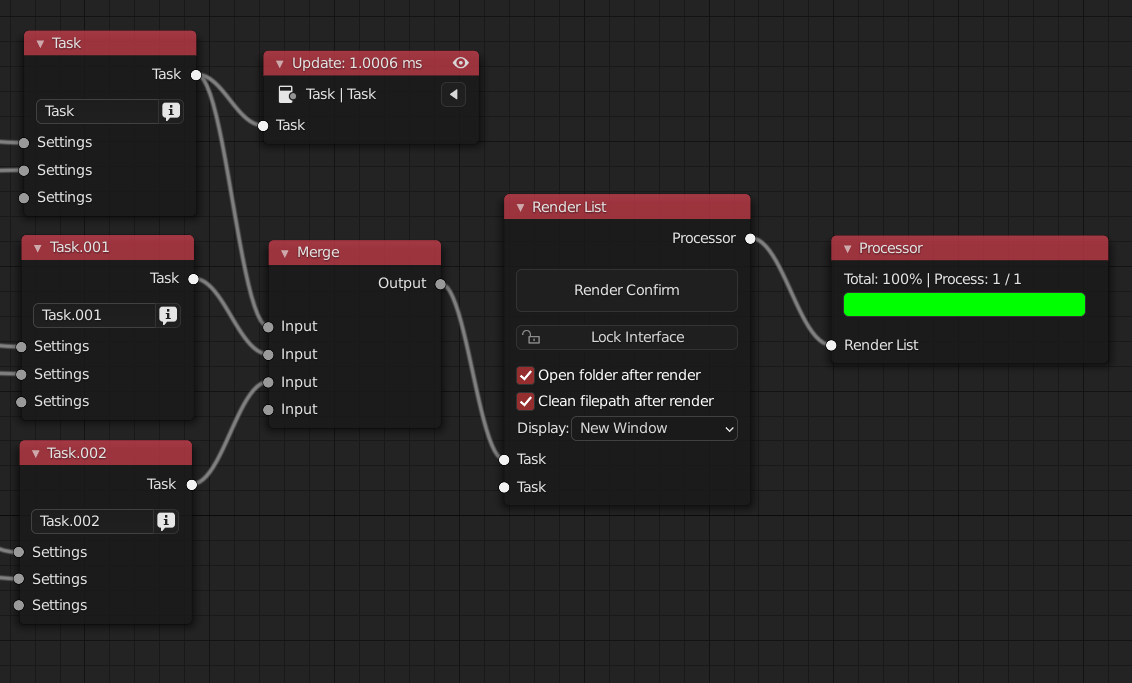 Task
Task
Task
Settings
Settings
Settings
Update: 1.0006 ms
Task | Task
Task
Task.001
Task
Task.001
Settings
Settings
Settings
Task.002
Task
Task.002
Settings
Settings
Settings
Merge
Output
Input
Input
Input
Input
Render List
Processor
Render Confirm
Lock Interface
Open folder after render
Clean filepath after render
Display: New Window
Task
Task
Processor
Total: 100% | Process: 1 / 1
Render List